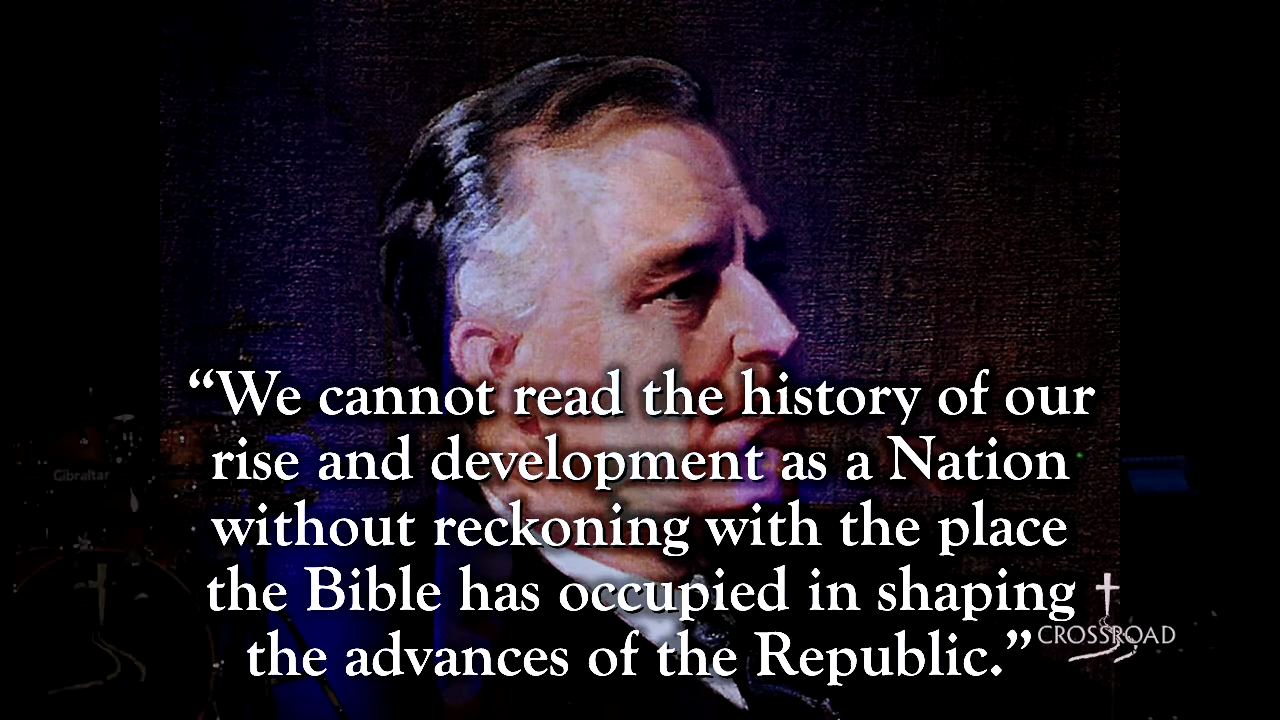 “We cannot read the history of our
rise and development as a Nation
without reckoning with the place
the Bible has occupied in shaping
the advances of the Republic.”
CROSSROAD
Gibraltar